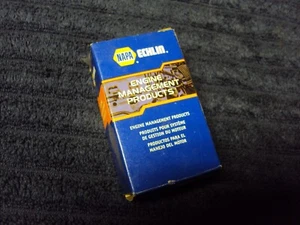 NAPA ECHLIN.
ENGINE
MANAGEMENT
PRODUCTS
ENGINE MANAGEMENT PRODUCTS
PRODUITS POUR SYSTÈME
DE GESTION DU MOTEUR
PRODUCTOS PARA EL
MANEJO DEL MOTOR